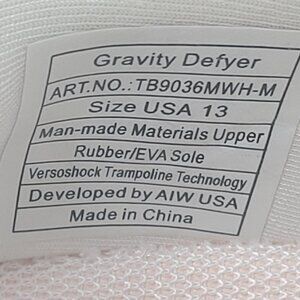 Gravity Defyer
ART.NO.:TB9036MWH-M
Size USA 13
Man-made Materials Upper
Rubber/EVA Sole
Versoshock Trampoline Technology
Developed by AIW USA
Made in China